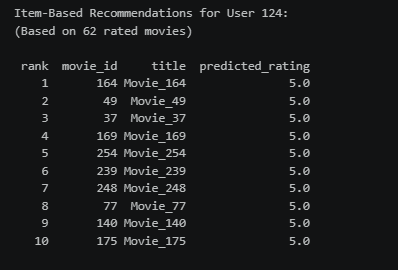 Item-Based Recommendations for User 124:
(Based on 62 rated movies)
rank movie_id title predicted_rating
1 164 Movie_164 5.0
2 49 Movie_49 5.0
3 37 Movie_37 5.0
4 169 Movie_169 5.0
5 254 Movie_254 5.0
6 239 Movie_239 5.0
7 248 Movie_248 5.0
8 77 Movie_77 5.0
9 140 Movie_140 5.0
10 175 Movie_175 5.0